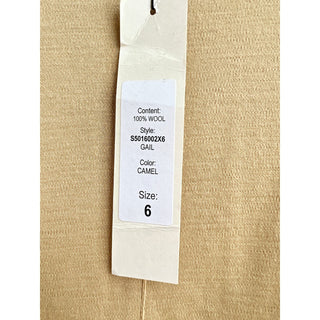 Content:
100% WOOL
Style:
S5016002X6
GAIL
Color:
CAMEL
Size:
6